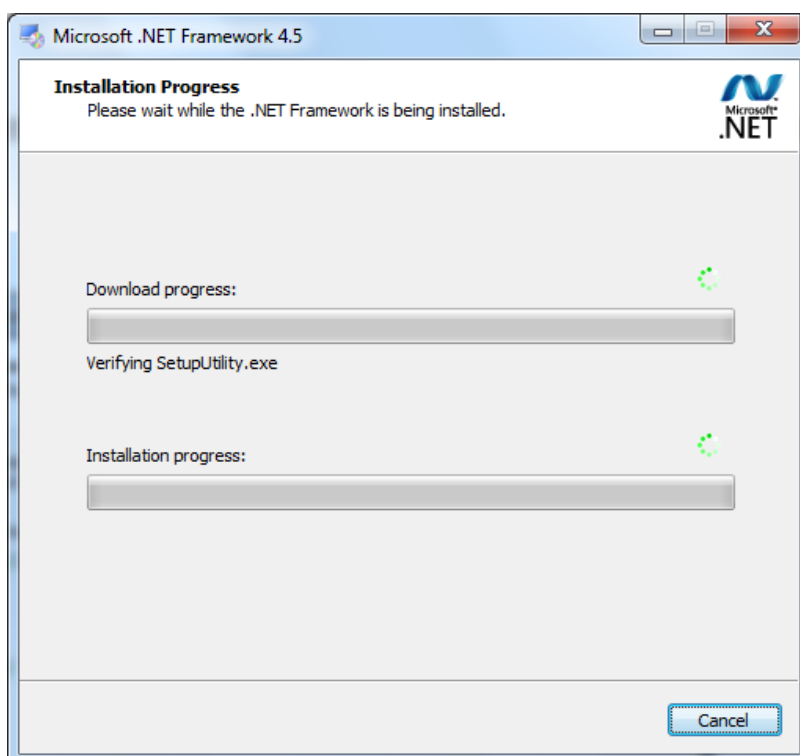 Microsoft .NET Framework 4.5
Installation Progress
Please wait while the .NET Framework is being installed.
Microsoft®
.NET
Download progress:
Verifying SetupUtility.exe
Installation progress:
Cancel